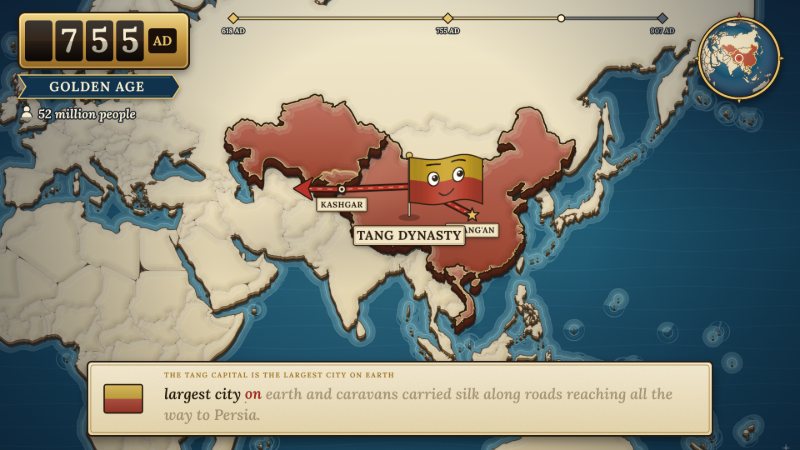 755 AD
GOLDEN AGE
52 million people
618 AD
755 AD
907 AD
KASHGAR
ANG'AN
TANG DYNASTY
THE TANG CAPITAL IS THE LARGEST CITY ON EARTH
largest city on earth and caravans carried silk along roads reaching all the
way to Persia.